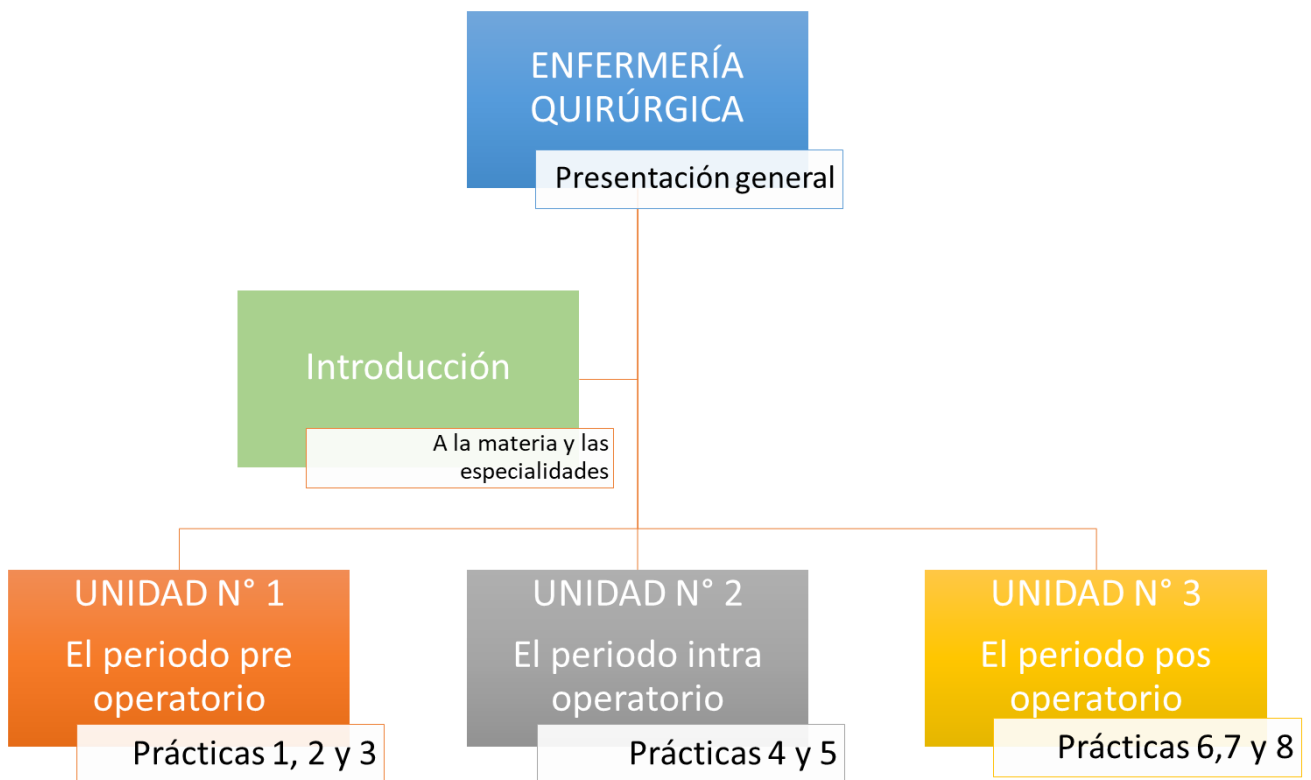 ENFERMERÍA
QUIRÚRGICA
Presentación general
Introducción
A la materia y las
especialidades
UNIDAD N° 1
El periodo pre
operatorio
Prácticas 1, 2 y 3
UNIDAD N° 2
El periodo intra
operatorio
Prácticas 4 y 5
UNIDAD N° 3
El periodo pos
operatorio
Prácticas 6,7 y 8